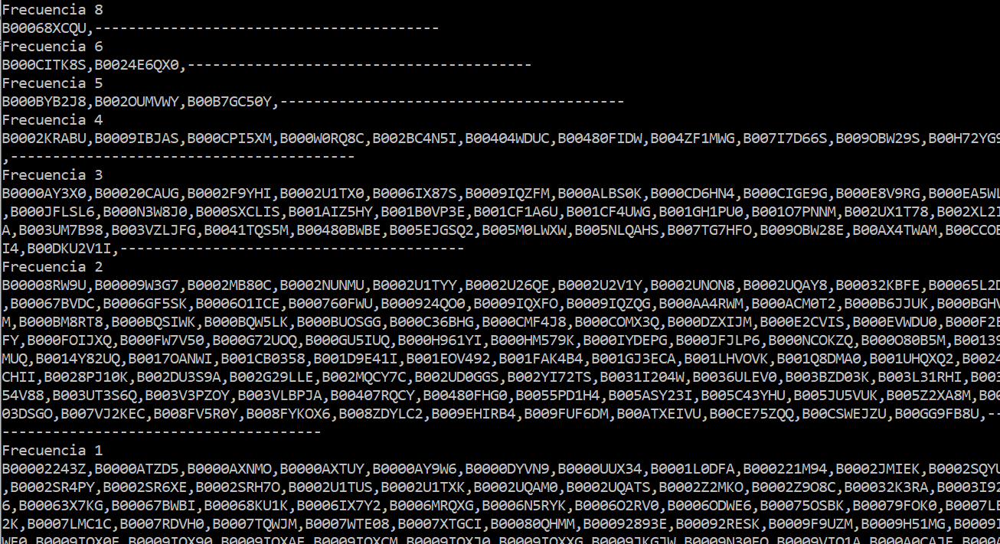 Frecuencia 8
B00068XCQU,-----------------------------------------
Frecuencia 6
B000CITK8S,B0024E6QX0,-----------------------------------------
Frecuencia 5
B000BYB2J8,B002OUMVWY,B00B7GC50Y,-----------------------------------------
Frecuencia 4
B0002KRABU,B0009IBJAS,B000CPI5XM,B000W0RQ8C,B002BC4N5I,B00404WDUC,B00480FIDW,B004ZF1MWG,B007I7D66S,B009OBW29S,B00H72YG9
,-----------------------------------------
Frecuencia 3
B0000AY3X0,B00020CAUG,B0002F9YHI,B0002U1TX0,B0006IX87S,B0009IQZFM,B000ALBS0K,B000CD6HN4,B000CIGE9G,B000E8V9RG,B000EA5WL
,B000JFLSL6,B000N3W8J0,B000SXCLIS,B001AIZ5HY,B001B0VP3E,B001CF1A6U,B001CF4UWG,B001GH1PU0,B001O7PNNM,B002UX1T78,B002XL2I
A,B003UM7B98,B003VZLJFG,B0041TQS5M,B00480BWBE,B005EJGSQ2,B005M0LWXW,B005NLQAHS,B007TG7HFO,B009OBW28E,B00AX4TWAM,B00CCOB
I4,B00DKU2V1I,-----------------------------------------
Frecuencia 2
B00008RW9U,B00009W3G7,B0002MB80C,B0002NUNMU,B0002U1TYY,B0002U26QE,B0002U2V1Y,B0002UNON8,B0002UQAY8,B00032KBFE,B00065L2D
,B00067BVDC,B0006GF5SK,B0006O1ICE,B000760FWU,B000924QO0,B0009IQXFO,B0009IQZQG,B000AA4RWM,B000ACM0T2,B000B6JJUK,B000BGHV
M,B000BM8RT8,B000BQSIWK,B000BQW5LK,B000BUOSGG,B000C36BHG,B000CMF4J8,B000COMX3Q,B000DZXIJM,B000E2CVIS,B000EVWDU0,B000F2E
FY,B000FOIJXQ,B000FW7V50,B000G72UOQ,B000GU5IUQ,B000H961YI,B000HM579K,B000IYDEPG,B000JFJLP6,B000NCOKZQ,B000O80B5M,B00139
MUQ,B0014Y82UQ,B0017OANWI,B001CB0358,B001D9E41I,B001EOV492,B001FAK4B4,B001GJ3ECA,B001LHVOVK,B001Q8DMA0,B001UHQXQ2,B0024
CHII,B0028PJ10K,B002DU3S9A,B002G29LLE,B002MQCY7C,B002UD0GGS,B002YI72TS,B0031I204W,B0036ULEV0,B003BZD03K,B003L31RHI,B003
54V88,B003UT3S6Q,B003V3PZOY,B003VLBPJA,B00407RQCY,B00480FHG0,B0055PD1H4,B005ASY23I,B005C43YHU,B005JU5VUK,B005Z2XA8M,B00
03DSGO,B007VJ2KEC,B008FV5R0Y,B008FYKOX6,B008ZDYLC2,B009EHIRB4,B009FUF6DM,B00ATXEIVU,B00CE75ZQQ,B00CSWEJZU,B00GG9FB8U,--
--------------------------------------
Frecuencia 1
B00002243Z,B0000ATZD5,B0000AXNMO,B0000AXTUY,B0000AY9W6,B0000DYVN9,B0000UUX34,B0001L0DFA,B000221M94,B0002JMIEK,B0002SQYU
,B0002SR4PY,B0002SR6XE,B0002SRH7O,B0002U1TUS,B0002U1TXK,B0002UQAM0,B0002UQATS,B0002Z2MKO,B0002Z9O8C,B00032K3RA,B0003I92
6,B00063X7KG,B00067BWBI,B00068KU1K,B0006IX7Y2,B0006MRQXG,B0006N5RYK,B0006O2RV0,B0006ODWE6,B00075OSBK,B00079FOK0,B0007LE
2K,B0007LMC1C,B0007RDVH0,B0007TQWJM,B0007WTE08,B0007XTGCI,B00080QHMM,B00092893E,B00092RESK,B0009F9UZM,B0009H51MG,B0009I